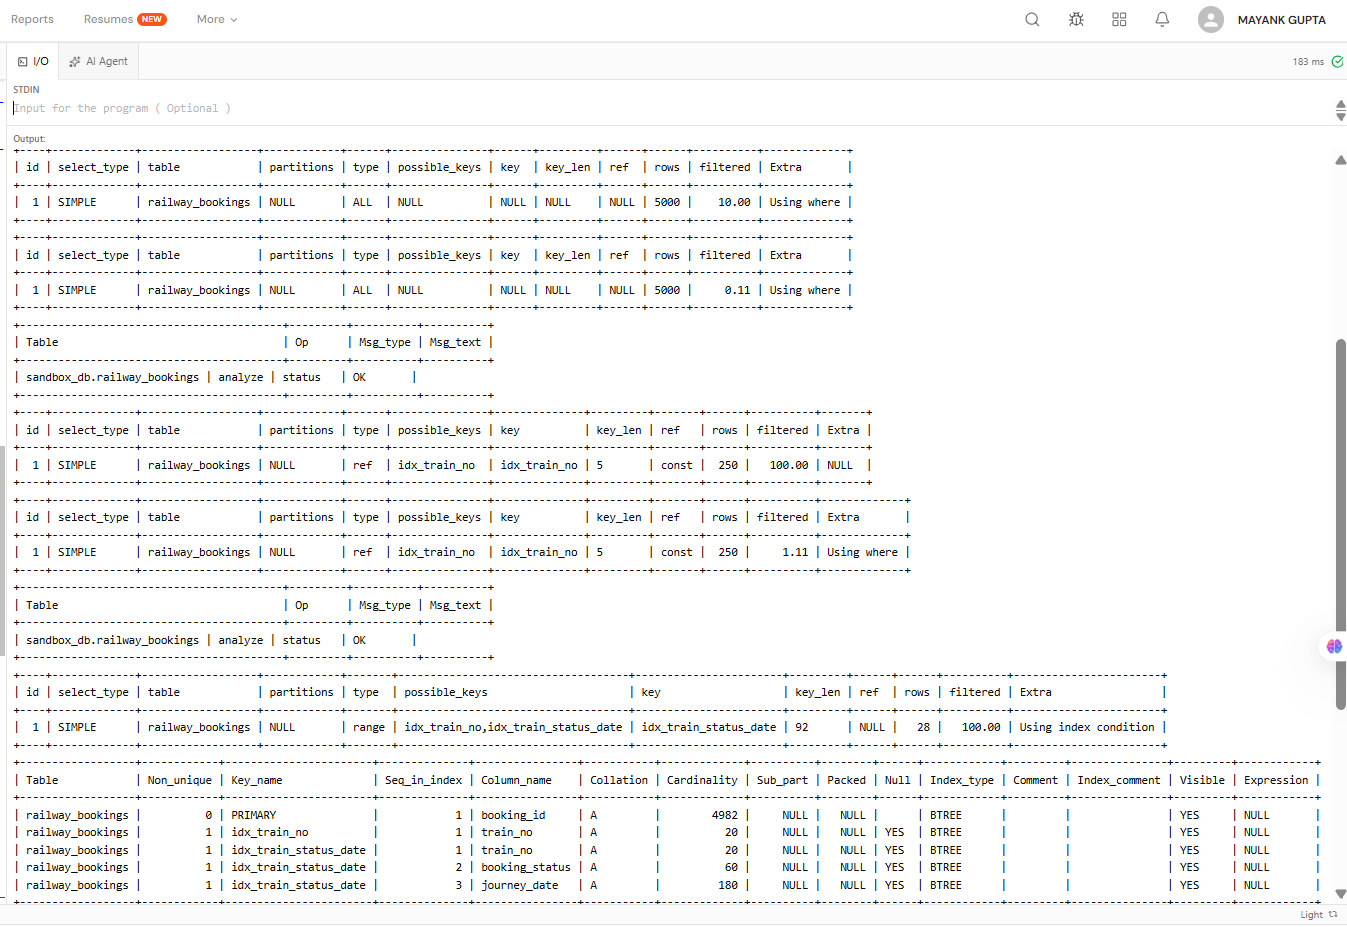 Reports Resumes NEW More MAYANK GUPTA
I/O AI Agent 183 ms
STDIN
Input for the program ( Optional )
Output:
+----+-------------+------------------+------------+------+---------------+------+---------+------+------+----------+-------------+
| id | select_type | table            | partitions | type | possible_keys | key  | key_len | ref  | rows | filtered | Extra       |
+----+-------------+------------------+------------+------+---------------+------+---------+------+------+----------+-------------+
|  1 | SIMPLE      | railway_bookings | NULL       | ALL  | NULL          | NULL | NULL    | NULL | 5000 |    10.00 | Using where |
+----+-------------+------------------+------------+------+---------------+------+---------+------+------+----------+-------------+
+----+-------------+------------------+------------+------+---------------+------+---------+------+------+----------+-------------+
| id | select_type | table            | partitions | type | possible_keys | key  | key_len | ref  | rows | filtered | Extra       |
+----+-------------+------------------+------------+------+---------------+------+---------+------+------+----------+-------------+
|  1 | SIMPLE      | railway_bookings | NULL       | ALL  | NULL          | NULL | NULL    | NULL | 5000 |     0.11 | Using where |
+----+-------------+------------------+------------+------+---------------+------+---------+------+------+----------+-------------+
+-----------------------------------------+---------+----------+----------+
| Table                                   | Op      | Msg_type | Msg_text |
+-----------------------------------------+---------+----------+----------+
| sandbox_db.railway_bookings | analyze | status   | OK       |
+-----------------------------------------+---------+----------+----------+
+----+-------------+------------------+------------+------+---------------+--------------+---------+-------+------+----------+-------+
| id | select_type | table            | partitions | type | possible_keys | key          | key_len | ref   | rows | filtered | Extra |
+----+-------------+------------------+------------+------+---------------+--------------+---------+-------+------+----------+-------+
|  1 | SIMPLE      | railway_bookings | NULL       | ref  | idx_train_no  | idx_train_no | 5       | const |  250 |   100.00 | NULL  |
+----+-------------+------------------+------------+------+---------------+--------------+---------+-------+------+----------+-------+
+----+-------------+------------------+------------+------+---------------+--------------+---------+-------+------+----------+-------------+
| id | select_type | table            | partitions | type | possible_keys | key          | key_len | ref   | rows | filtered | Extra       |
+----+-------------+------------------+------------+------+---------------+--------------+---------+-------+------+----------+-------------+
|  1 | SIMPLE      | railway_bookings | NULL       | ref  | idx_train_no  | idx_train_no | 5       | const |  250 |     1.11 | Using where |
+----+-------------+------------------+------------+------+---------------+--------------+---------+-------+------+----------+-------------+
+-----------------------------------------+---------+----------+----------+
| Table                                   | Op      | Msg_type | Msg_text |
+-----------------------------------------+---------+----------+----------+
| sandbox_db.railway_bookings | analyze | status   | OK       |
+-----------------------------------------+---------+----------+----------+
+----+-------------+------------------+------------+-------+------------------------------------+-----------------------+---------+------+------+----------+-----------------------+
| id | select_type | table            | partitions | type  | possible_keys                      | key                   | key_len | ref  | rows | filtered | Extra                 |
+----+-------------+------------------+------------+-------+------------------------------------+-----------------------+---------+------+------+----------+-----------------------+
|  1 | SIMPLE      | railway_bookings | NULL       | range | idx_train_no,idx_train_status_date | idx_train_status_date | 92      | NULL |   28 |   100.00 | Using index condition |
+----+-------------+------------------+------------+-------+------------------------------------+-----------------------+---------+------+------+----------+-----------------------+
+------------------+------------+-----------------------+--------------+----------------+-----------+-------------+----------+--------+------+------------+---------+---------------+---------+------------+
| Table            | Non_unique | Key_name              | Seq_in_index | Column_name    | Collation | Cardinality | Sub_part | Packed | Null | Index_type | Comment | Index_comment | Visible | Expression |
+------------------+------------+-----------------------+--------------+----------------+-----------+-------------+----------+--------+------+------------+---------+---------------+---------+------------+
| railway_bookings |          0 | PRIMARY               |            1 | booking_id     | A         |        4982 |     NULL |   NULL |      | BTREE      |         |               | YES     | NULL       |
| railway_bookings |          1 | idx_train_no          |            1 | train_no       | A         |          20 |     NULL |   NULL | YES  | BTREE      |         |               | YES     | NULL       |
| railway_bookings |          1 | idx_train_status_date |            1 | train_no       | A         |          20 |     NULL |   NULL | YES  | BTREE      |         |               | YES     | NULL       |
| railway_bookings |          1 | idx_train_status_date |            2 | booking_status | A         |          60 |     NULL |   NULL | YES  | BTREE      |         |               | YES     | NULL       |
| railway_bookings |          1 | idx_train_status_date |            3 | journey_date   | A         |         180 |     NULL |   NULL | YES  | BTREE      |         |               | YES     | NULL       |
+------------------+------------+-----------------------+--------------+----------------+-----------+-------------+----------+--------+------+------------+---------+---------------+---------+------------+
Light